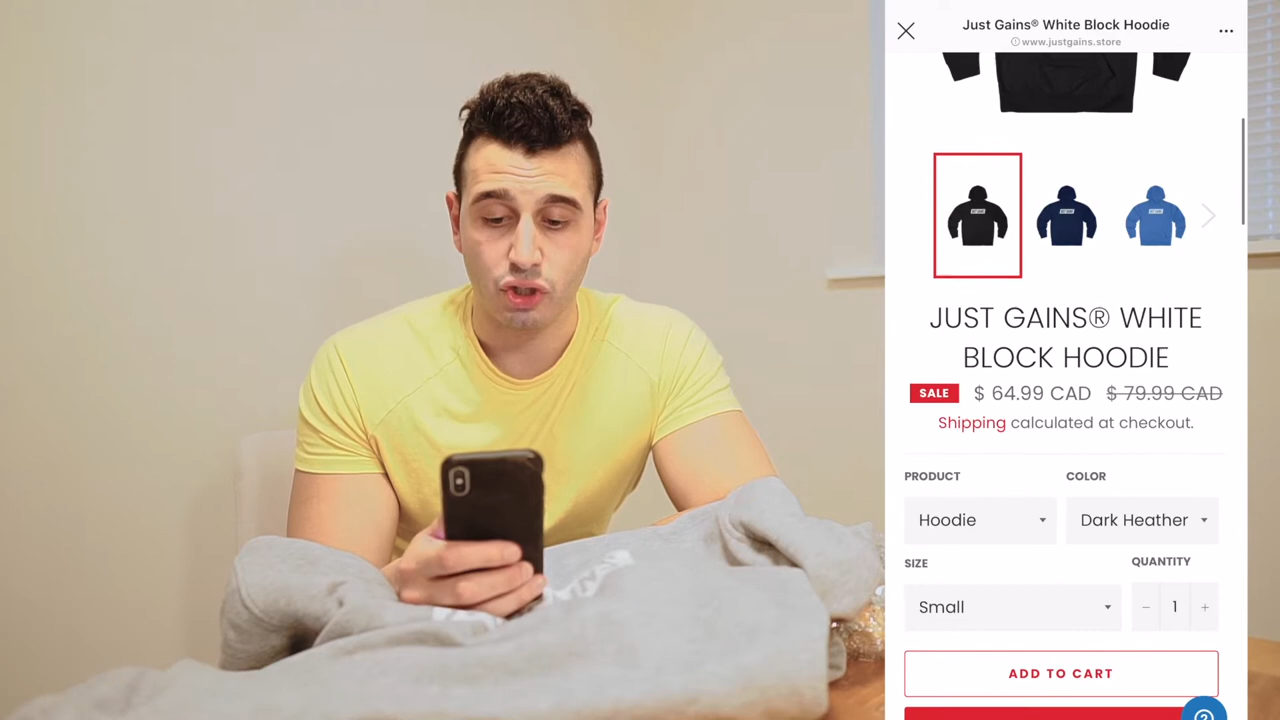 Just Gains® White Block Hoodie
www.justgains.store
JUST GAINS® WHITE
BLOCK HOODIE
SALE $ 64.99 CAD $ 79.99 CAD
Shipping calculated at checkout.
PRODUCT COLOR
Hoodie Dark Heather
SIZE QUANTITY
Small − 1 +
ADD TO CART
?